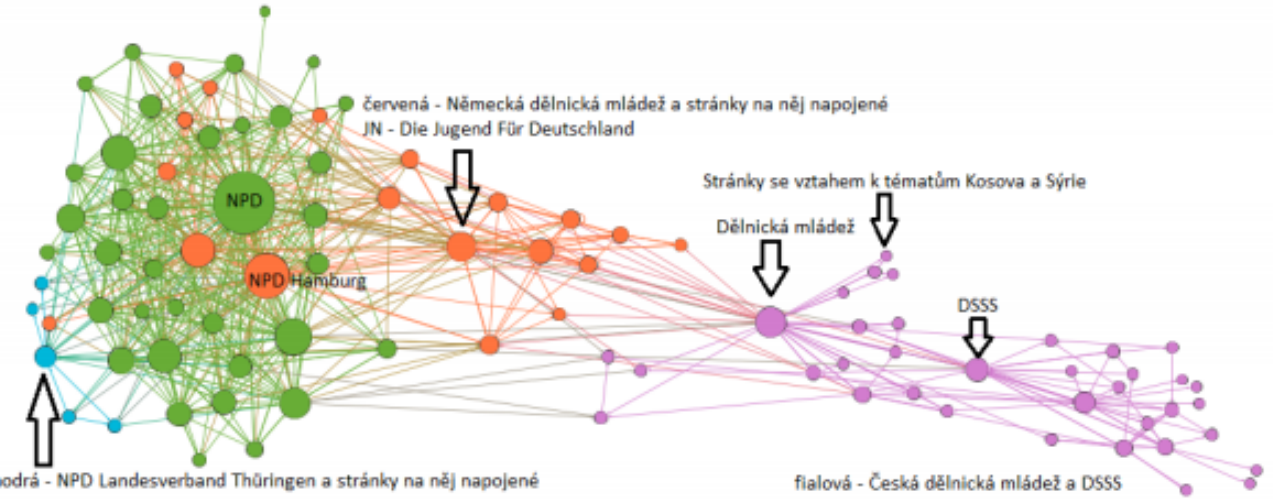 červená - Německá dělnická mládež a stránky na něj napojené
JN - Die Jugend Für Deutschland
Stránky se vztahem k tématům Kosova a Sýrie
Dělnická mládež
NPD
NPD Hamburg
DSSS
odrá - NPD Landesverband Thüringen a stránky na něj napojené
fialová - Česká dělnická mládež a DSSS